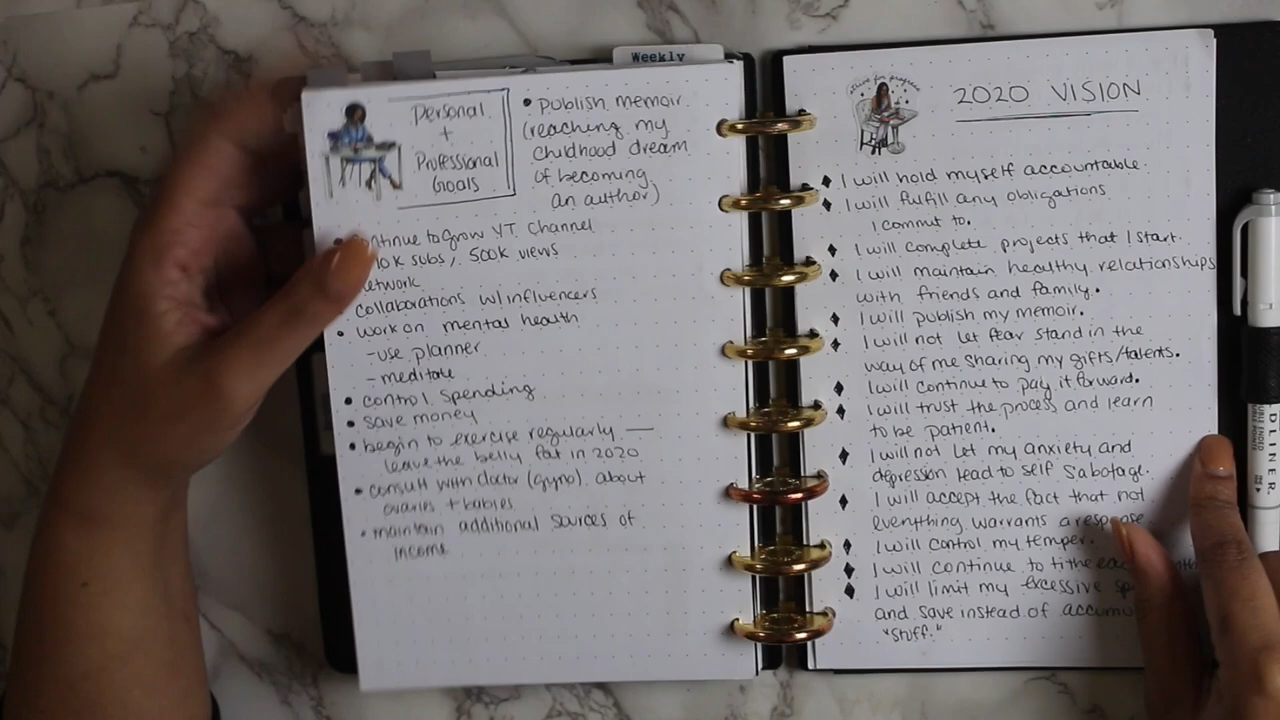 Weekly
Personal
+
Professional
Goals
• publish memoir
(reaching my
childhood dream
of becoming
an author)
to grow YT Channel
10k subs, 500k views
collaborations w/influencers
• work on mental health
- use planner
- meditate
• control spending
• save money
• begin to exercise regularly —
leave the belly fat in 2020
• consult with doctor (gyno) about
ovaries + babies
• maintain additional sources of
income
2020 VISION
♦ I will hold myself accountable.
♦ I will fulfill any obligations
I commit to.
♦ I will complete projects that I start.
♦ I will maintain healthy relationships
with friends and family.
♦ I will publish my memoir.
♦ I will not let fear stand in the
way of me sharing my gifts/talents.
♦ I will continue to pay it forward.
♦ I will trust the process and learn
to be patient.
♦ I will not let my anxiety and
depression lead to self sabotage.
♦ I will accept the fact that not
everything warrants a response.
♦ I will control my temper.
♦ I will continue to tithe
♦ I will limit my excessive
and save instead of
"stuff."